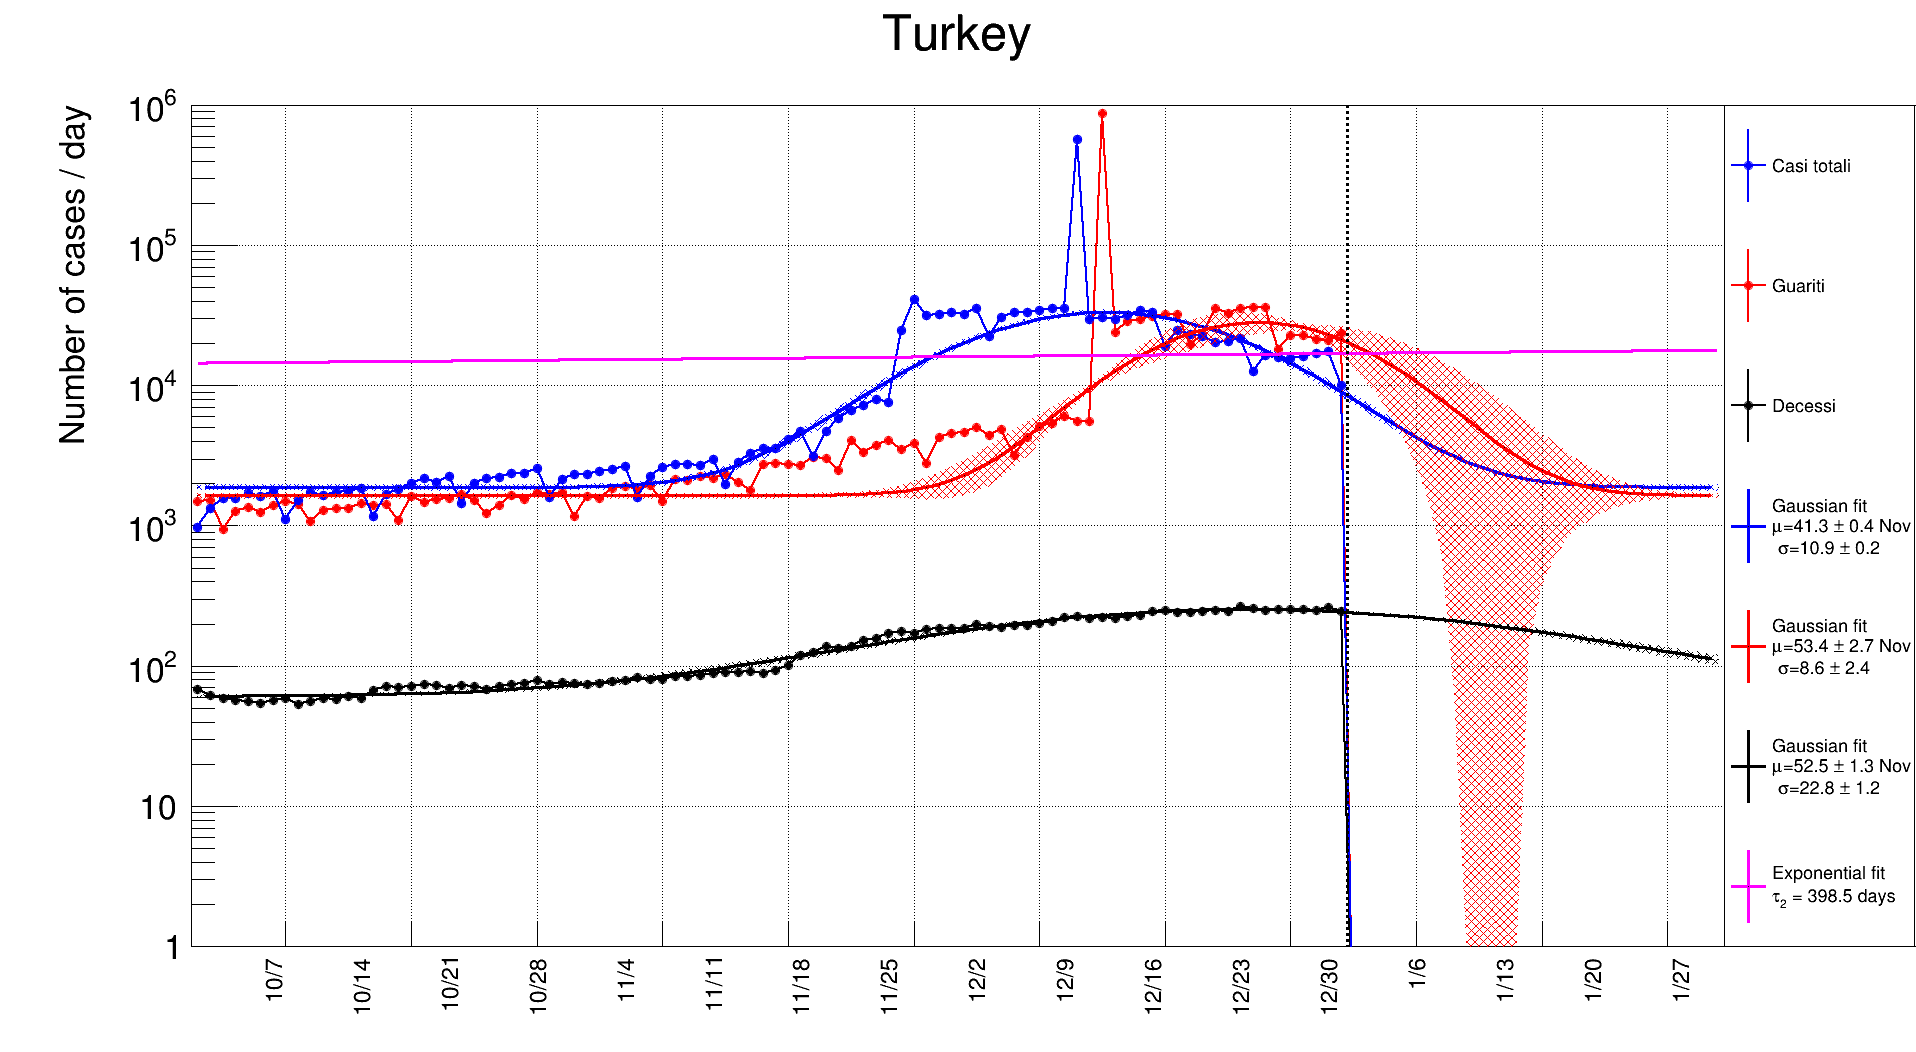 Turkey
Number of cases / day
10^6
10^5
10^4
10^3
10^2
10
1
10/7
10/14
10/21
10/28
11/4
11/11
11/18
11/25
12/2
12/9
12/16
12/23
12/30
1/6
1/13
1/20
1/27
Casi totali
Guariti
Decessi
Gaussian fit
μ=41.3 ± 0.4 Nov
σ=10.9 ± 0.2
Gaussian fit
μ=53.4 ± 2.7 Nov
σ=8.6 ± 2.4
Gaussian fit
μ=52.5 ± 1.3 Nov
σ=22.8 ± 1.2
Exponential fit
τ₂ = 398.5 days